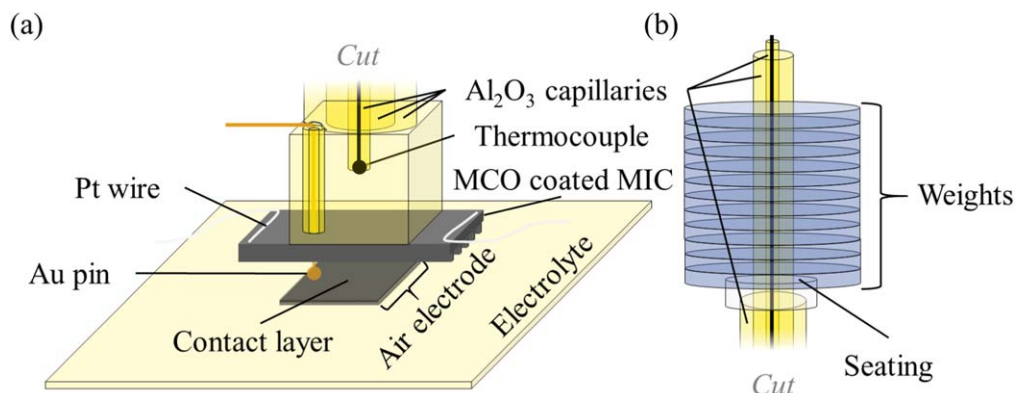 (a)
Cut
Al₂O₃ capillaries
Thermocouple
MCO coated MIC
Pt wire
Au pin
Contact layer
Air electrode
Electrolyte
(b)
Weights
Seating
Cut